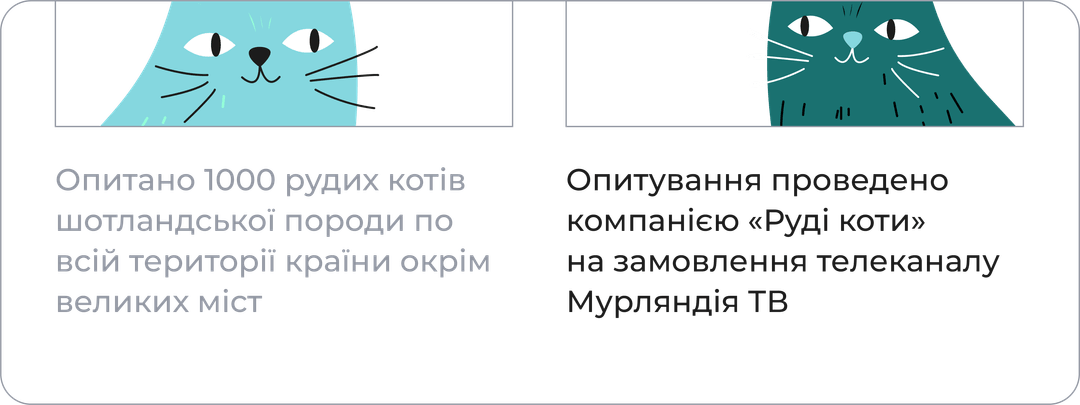 Опитано 1000 рудих котів
шотландської породи по
всій території країни окрім
великих міст
Опитування проведено
компанією «Руді коти»
на замовлення телеканалу
Мурляндія ТВ